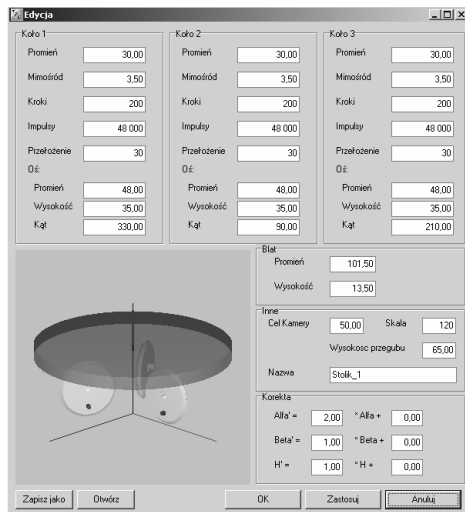 Edycja
Koło 1 Koło 2 Koło 3
Promień 30,00 Promień 30,00 Promień 30,00
Mimośród 3,50 Mimośród 3,50 Mimośród 3,50
Kroki 200 Kroki 200 Kroki 200
Impulsy 48 000 Impulsy 48 000 Impulsy 48 000
Przełożenie 30 Przełożenie 30 Przełożenie 30
Oś: Oś: Oś:
Promień 48,00 Promień 48,00 Promień 48,00
Wysokość 35,00 Wysokość 35,00 Wysokość 35,00
Kąt 330,00 Kąt 90,00 Kąt 210,00
Blat
Promień 101,50
Wysokość 13,50
Inne
Cel Kamery 50,00 Skala 120
Wysokosc przegubu 65,00
Nazwa Stolik_1
Korekta
Alfa' = 2,00 * Alfa + 0,00
Beta' = 1,00 * Beta + 0,00
H' = 1,00 * H + 0,00
Zapisz jako Otwórz OK Zastosuj Anuluj